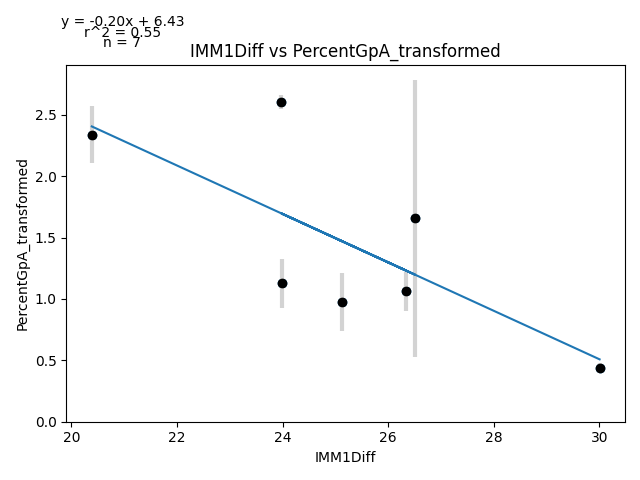 y = -0.20x + 6.43
r^2 = 0.55
n = 7
IMM1Diff vs PercentGpA_transformed
PercentGpA_transformed
2.5
2.0
1.5
1.0
0.5
0.0
20
22
24
26
28
30
IMM1Diff